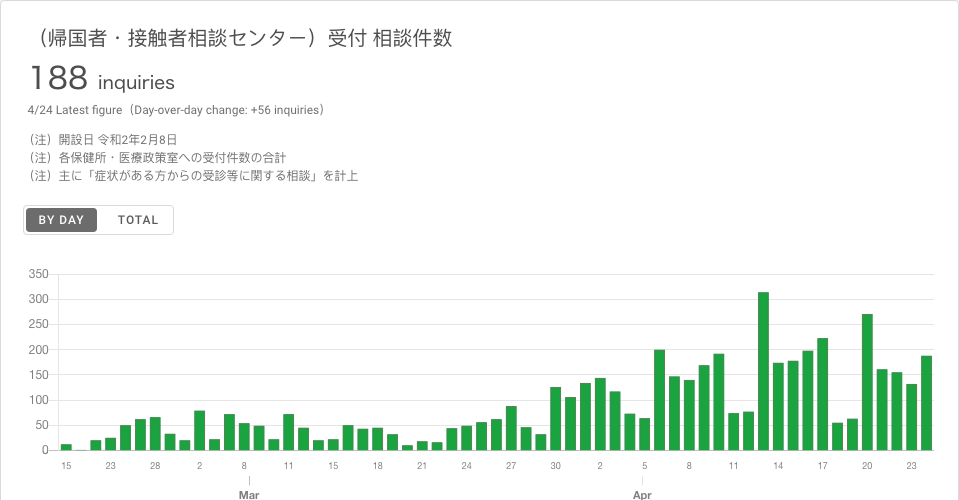 （帰国者・接触者相談センター）受付 相談件数
188 inquiries
4/24 Latest figure（Day-over-day change: +56 inquiries）
（注）開設日 令和2年2月8日
（注）各保健所・医療政策室への受付件数の合計
（注）主に「症状がある方からの受診等に関する相談」を計上
BY DAY TOTAL
350
300
250
200
150
100
50
0
15 23 28 2 8 11 15 18 21 24 27 30 2 5 8 11 14 17 20 23
Mar Apr